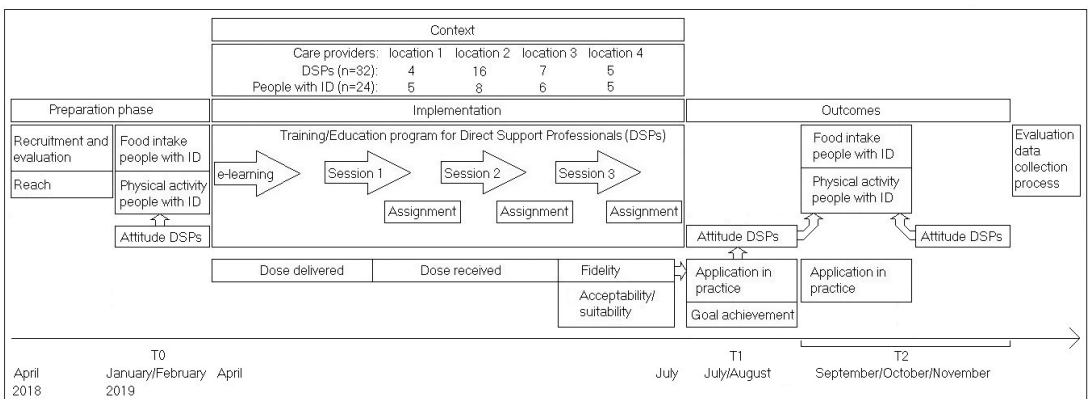 Context
Care providers: location 1 location 2 location 3 location 4
DSPs (n=32): 4 16 7 5
People with ID (n=24): 5 8 6 5
Preparation phase
Implementation
Outcomes
Recruitment and
evaluation
Reach
Food intake
people with ID
Physical activity
people with ID
Attitude DSPs
Training/Education program for Direct Support Professionals (DSPs)
e-learning
Session 1
Session 2
Session 3
Assignment
Assignment
Assignment
Food intake
people with ID
Physical activity
people with ID
Evaluation
data
collection
process
Attitude DSPs
Attitude DSPs
Dose delivered
Dose received
Fidelity
Acceptability/
suitability
Application in
practice
Goal achievement
Application in
practice
T0
T1
T2
April
2018
January/February
2019
April
July
July/August
September/October/November